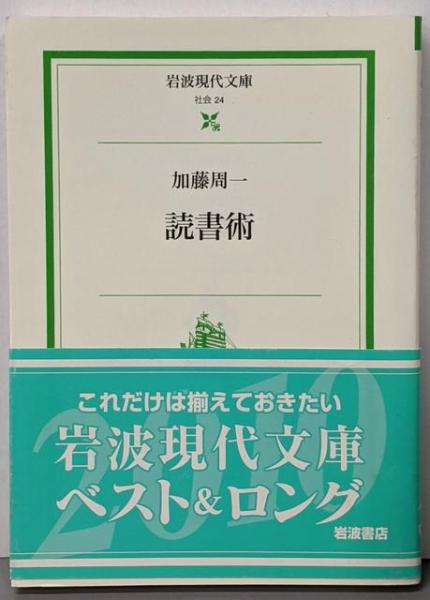 岩波現代文庫
社会 24
加藤周一
読書術
2010
これだけは揃えておきたい
岩波現代文庫
ベスト&ロング
岩波書店